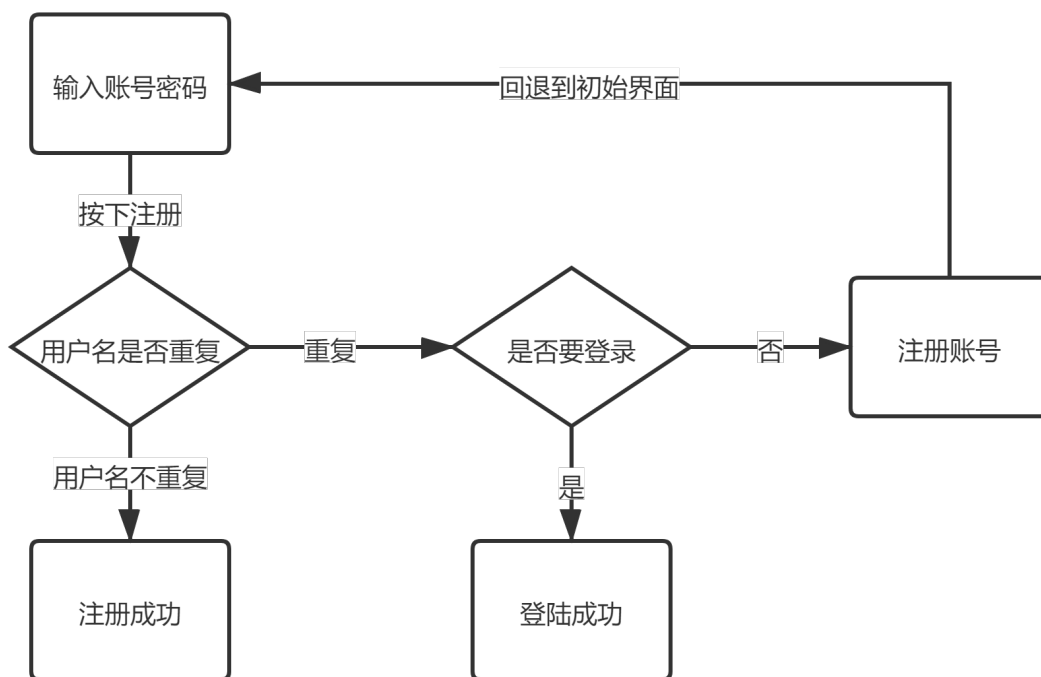 输入账号密码
回退到初始界面
按下注册
用户名是否重复
重复
是否要登录
否
注册账号
用户名不重复
是
注册成功
登陆成功